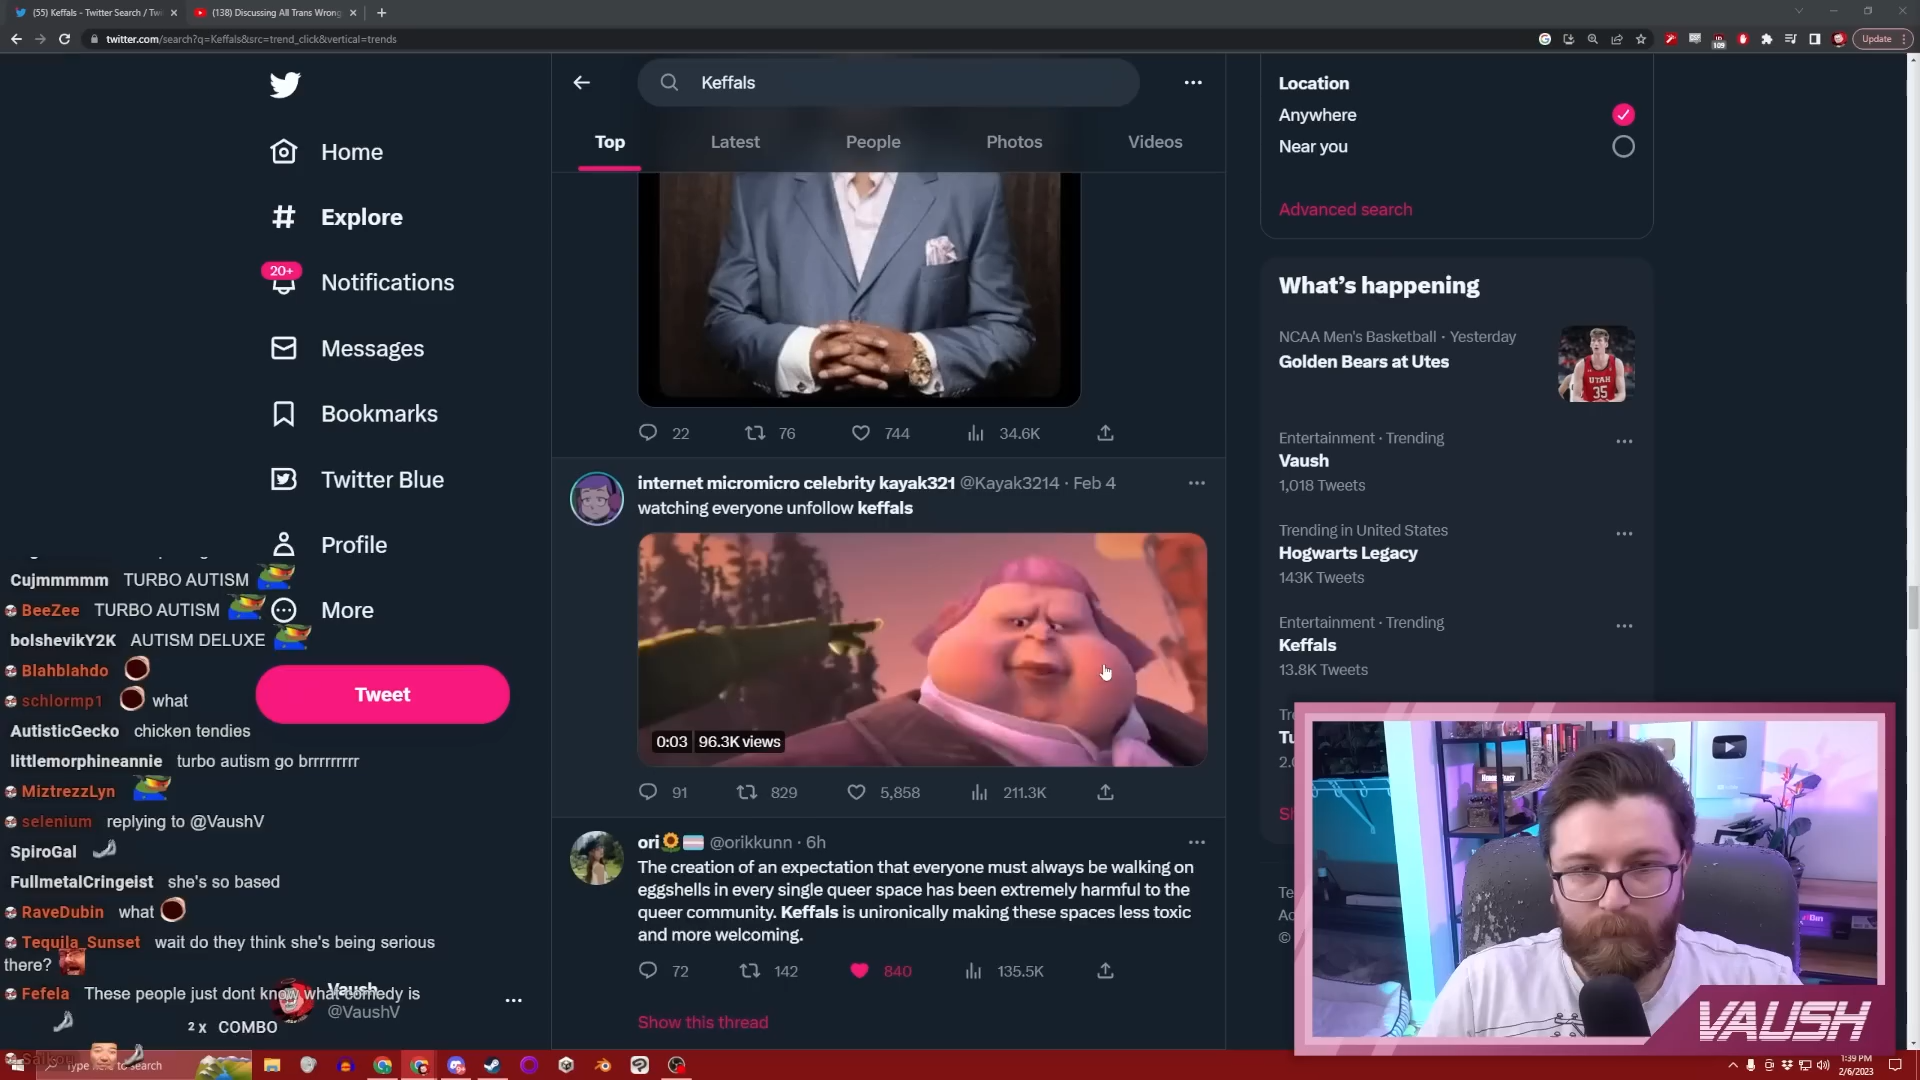 (55) Keffals - Twitter Search / Twi
(138) Discussing All Trans Wrong
twitter.com/search?q=Keffals&src=trend_click&vertical=trends
109
Update
Home
Explore
20+
Notifications
Messages
Bookmarks
Twitter Blue
Profile
More
Tweet
Vaush
@VaushV
Cujmmmmm TURBO AUTISM
BeeZee TURBO AUTISM
bolshevikY2K AUTISM DELUXE
Blahblahdo
schlormp1 what
AutisticGecko chicken tendies
littlemorphineannie turbo autism go brrrrrrrrr
MiztrezzLyn
selenium replying to @VaushV
SpiroGal
FullmetalCringeist she's so based
RaveDubin what
Tequila_Sunset wait do they think she's being serious
there?
Fefela These people just dont know what comedy is
2 x COMBO
Keffals
Top
Latest
People
Photos
Videos
22
76
744
34.6K
internet micromicro celebrity kayak321 @Kayak3214 · Feb 4
watching everyone unfollow keffals
0:03 96.3K views
91
829
5,858
211.3K
ori @orikkunn · 6h
The creation of an expectation that everyone must always be walking on
eggshells in every single queer space has been extremely harmful to the
queer community. Keffals is unironically making these spaces less toxic
and more welcoming.
72
142
840
135.5K
Show this thread
Location
Anywhere
Near you
Advanced search
What's happening
NCAA Men's Basketball · Yesterday
Golden Bears at Utes
UTAH
35
Entertainment · Trending
Vaush
1,018 Tweets
Trending in United States
Hogwarts Legacy
143K Tweets
Entertainment · Trending
Keffals
13.8K Tweets
VAUSH
Type here to search
1:39 PM
2/6/2023